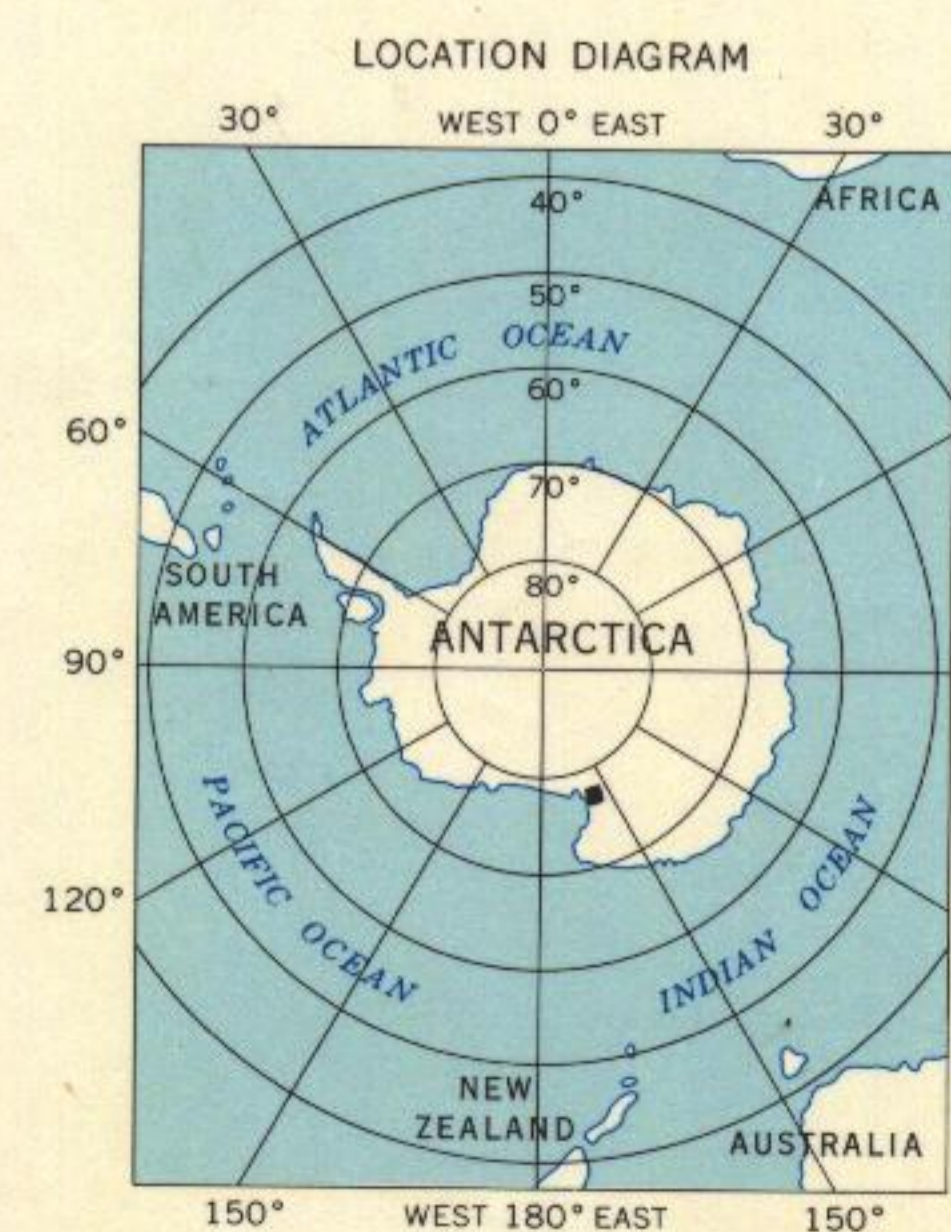 LOCATION DIAGRAM
30° WEST 0° EAST 30°
AFRICA
40°
50°
ATLANTIC OCEAN
60°
60°
70°
SOUTH
AMERICA
80°
ANTARCTICA
90°
PACIFIC OCEAN
INDIAN OCEAN
120°
NEW
ZEALAND
AUSTRALIA
150° WEST 180° EAST 150°